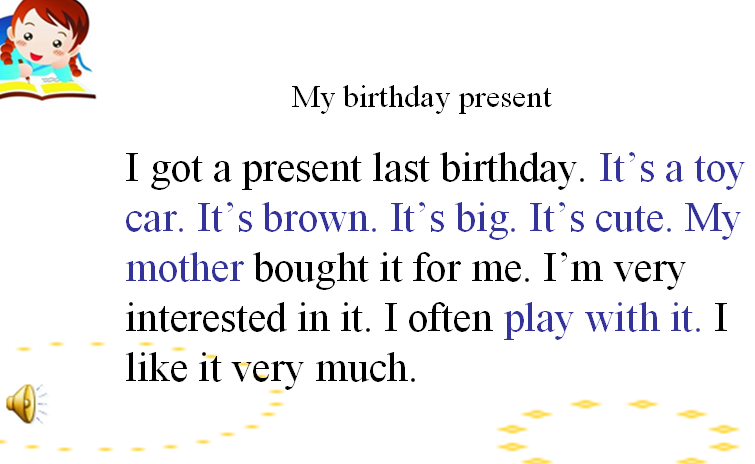 My birthday present
I got a present last birthday. It’s a toy
car. It’s brown. It’s big. It’s cute. My
mother bought it for me. I’m very
interested in it. I often play with it. I
like it very much.